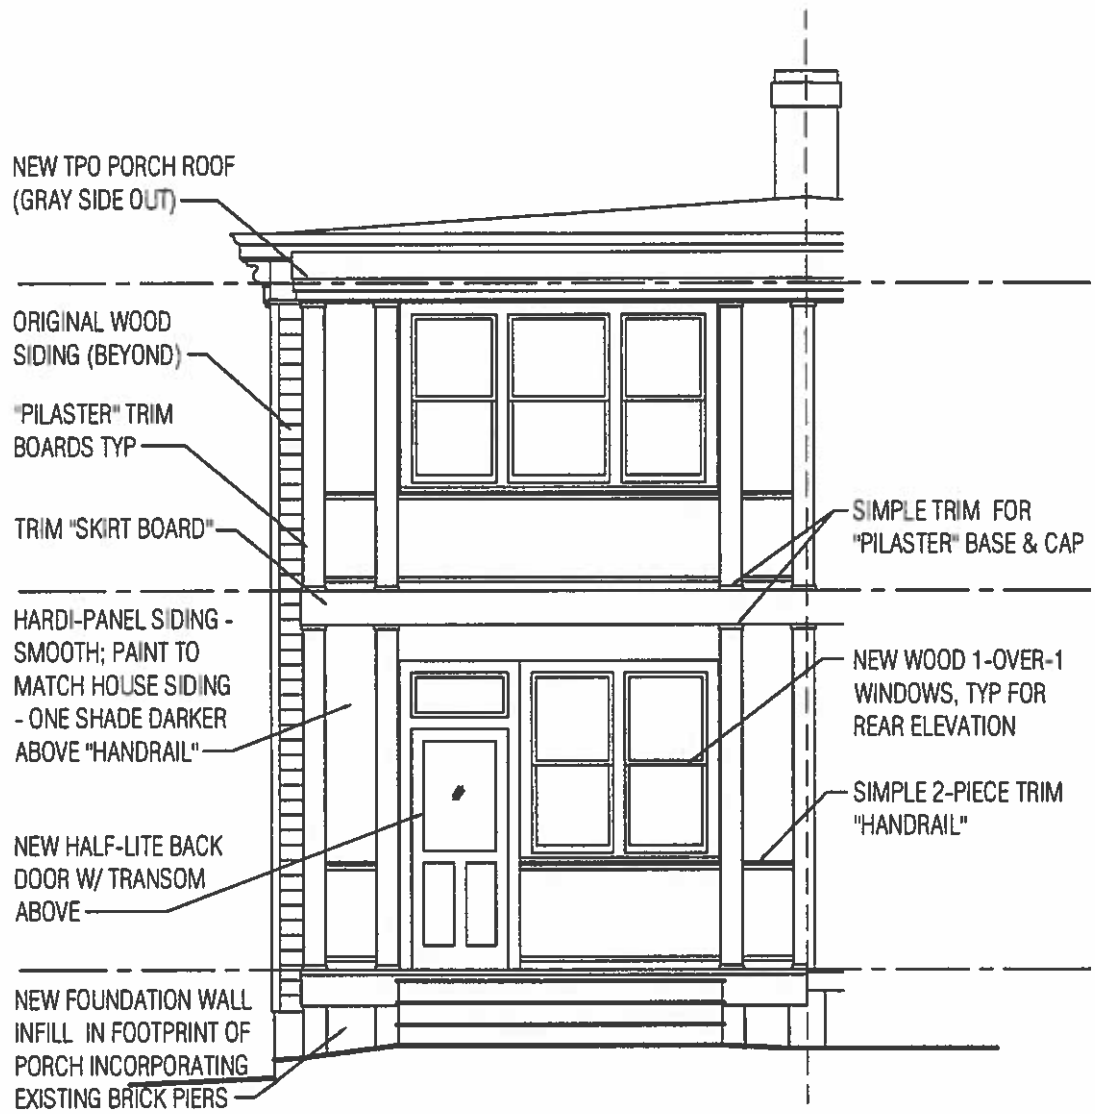 NEW TPO PORCH ROOF
(GRAY SIDE OUT)
ORIGINAL WOOD
SIDING (BEYOND)
"PILASTER" TRIM
BOARDS TYP
TRIM "SKIRT BOARD"
HARDI-PANEL SIDING -
SMOOTH; PAINT TO
MATCH HOUSE SIDING
- ONE SHADE DARKER
ABOVE "HANDRAIL"
NEW HALF-LITE BACK
DOOR W/ TRANSOM
ABOVE
NEW FOUNDATION WALL
INFILL IN FOOTPRINT OF
PORCH INCORPORATING
EXISTING BRICK PIERS
SIMPLE TRIM FOR
"PILASTER" BASE & CAP
NEW WOOD 1-OVER-1
WINDOWS, TYP FOR
REAR ELEVATION
SIMPLE 2-PIECE TRIM
"HANDRAIL"